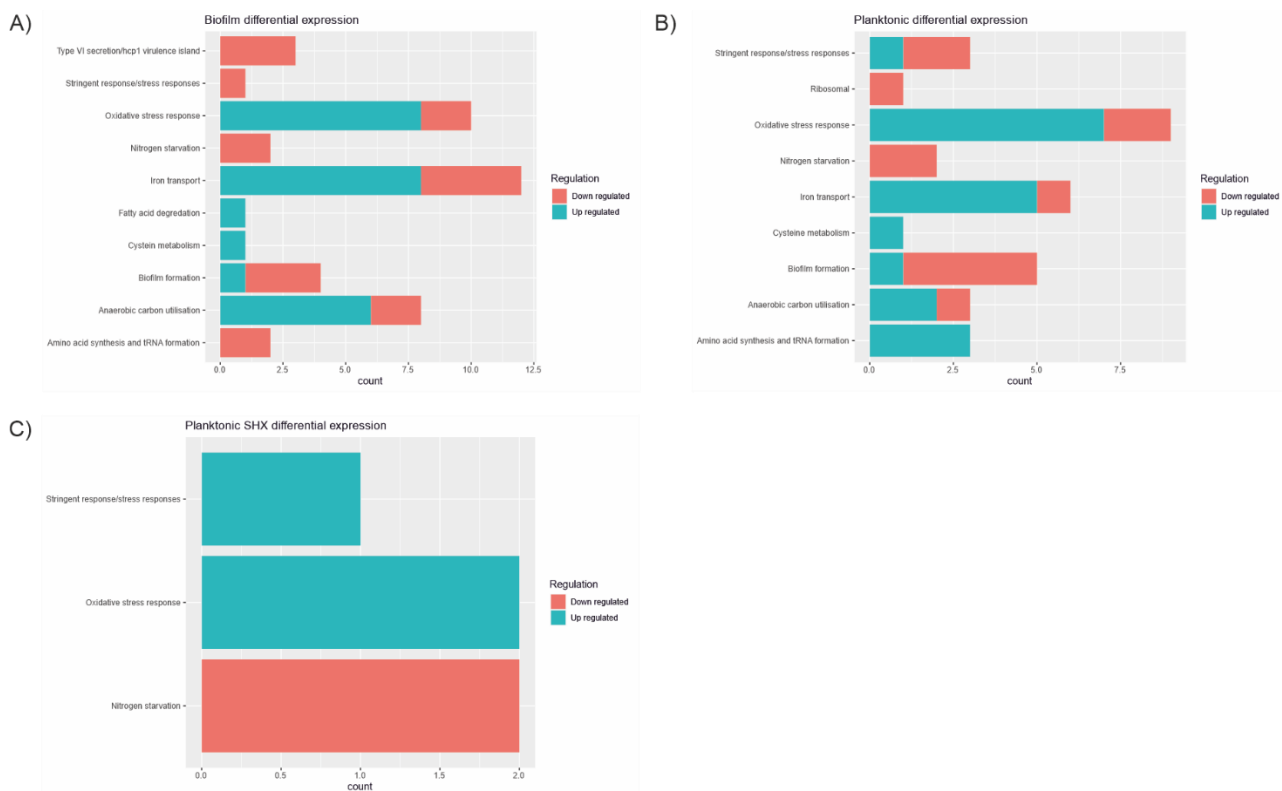 A)
Biofilm differential expression
Type VI secretion/hcp1 virulence island
Stringent response/stress responses
Oxidative stress response
Nitrogen starvation
Iron transport
Fatty acid degredation
Cystein metabolism
Biofilm formation
Anaerobic carbon utilisation
Amino acid synthesis and tRNA formation
0.0 2.5 5.0 7.5 10.0 12.5
count
Regulation
Down regulated
Up regulated
B)
Planktonic differential expression
Stringent response/stress responses
Ribosomal
Oxidative stress response
Nitrogen starvation
Iron transport
Cysteine metabolism
Biofilm formation
Anaerobic carbon utilisation
Amino acid synthesis and tRNA formation
0.0 2.5 5.0 7.5
count
Regulation
Down regulated
Up regulated
C)
Planktonic SHX differential expression
Stringent response/stress responses
Oxidative stress response
Nitrogen starvation
0.0 0.5 1.0 1.5 2.0
count
Regulation
Down regulated
Up regulated